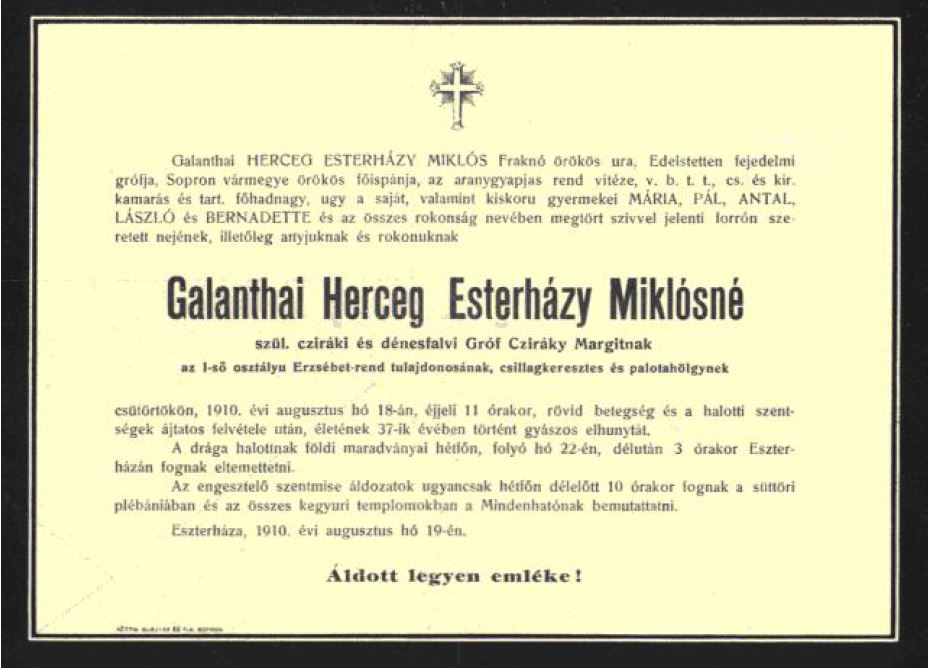 Galanthai HERCEG ESTERHÁZY MIKLÓS Fraknó örökös ura, Edelstetten fejedelmi
grófja, Sopron vármegye örökös főispánja, az aranygyapjas rend vitéze, v. b. t. t., cs. és kir.
kamarás és tart. főhadnagy, ugy a saját, valamint kiskoru gyermekei MÁRIA, PÁL, ANTAL,
LÁSZLÓ és BERNADETTE és az összes rokonság nevében megtört szivvel jelenti forrón sze-
retett nejének, illetőleg anyjuknak és rokonuknak
Galanthai Herceg Esterházy Miklósné
szül. cziráki és dénesfalvi Gróf Cziráky Margitnak
az I-ső osztályu Erzsébet-rend tulajdonosának, csillagkeresztes és palotahölgynek
csütörtökön, 1910. évi augusztus hó 18-án, éjjeli 11 órakor, rövid betegség és a halotti szent-
ségek ájtatos felvétele után, életének 37-ik évében történt gyászos elhunytát.
A drága halottnak földi maradványai hétfőn, folyó hó 22-én, délután 3 órakor Eszter-
házán fognak eltemettetni.
Az engesztelő szentmise áldozatok ugyancsak hétfőn délelőtt 10 órakor fognak a süttöri
plébániában és az összes kegyuri templomokban a Mindenhatónak bemutattatni.
Eszterháza, 1910. évi augusztus hó 19-én.
Áldott legyen emléke!